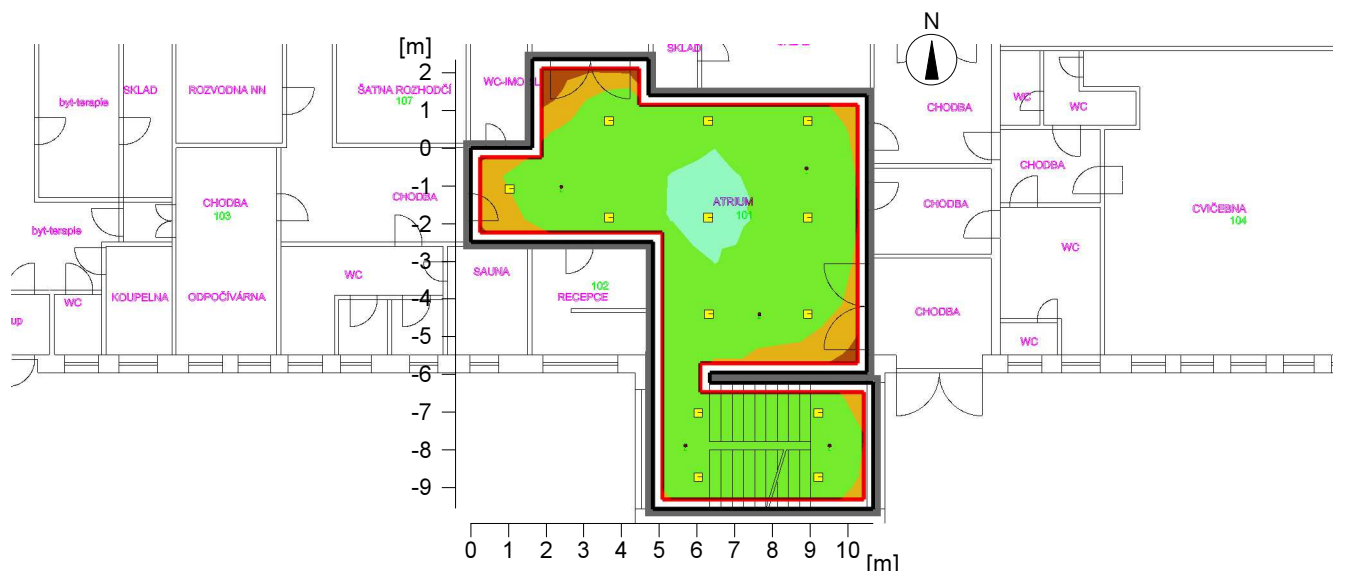 N
[m]
SKLAD
2
WC-IMOBIL
byt-terapie
SKLAD
ROZVODNA NN
ŠATNA ROZHODČÍ
107
CHODBA
WC
WC
1
0
CHODBA
-1
CHODBA
103
CHODBA
ATRIUM
101
CHODBA
CVIČEBNA
104
-2
byt-terapie
WC
-3
WC
SAUNA
102
RECEPCE
KOUPELNA
ODPOČÍVÁRNA
WC
-4
up
CHODBA
-5
WC
-6
-7
-8
-9
0 1 2 3 4 5 6 7 8 9 10
[m]